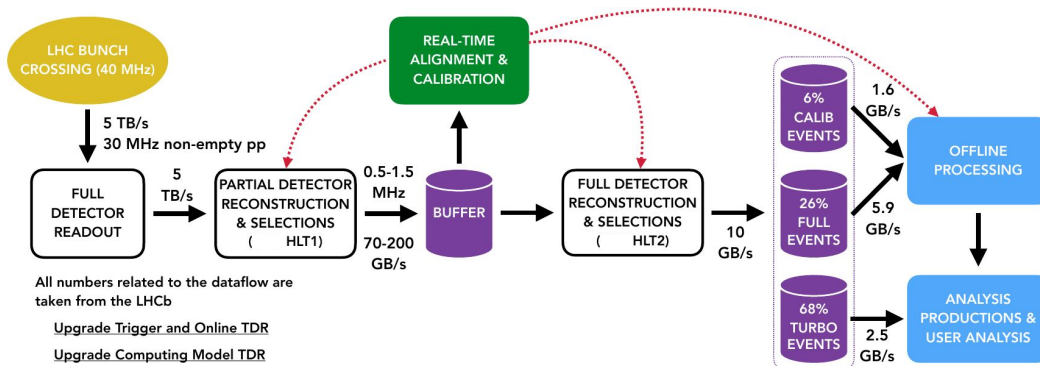 LHC BUNCH
CROSSING (40 MHz)
5 TB/s
30 MHz non-empty pp
FULL
DETECTOR
READOUT
5
TB/s
PARTIAL DETECTOR
RECONSTRUCTION
& SELECTIONS
( HLT1)
0.5-1.5
MHz
70-200
GB/s
REAL-TIME
ALIGNMENT &
CALIBRATION
BUFFER
FULL DETECTOR
RECONSTRUCTION
& SELECTIONS
( HLT2)
10
GB/s
6%
CALIB
EVENTS
26%
FULL
EVENTS
68%
TURBO
EVENTS
1.6
GB/s
5.9
GB/s
2.5
GB/s
OFFLINE
PROCESSING
ANALYSIS
PRODUCTIONS &
USER ANALYSIS
All numbers related to the dataflow are
taken from the LHCb
Upgrade Trigger and Online TDR
Upgrade Computing Model TDR